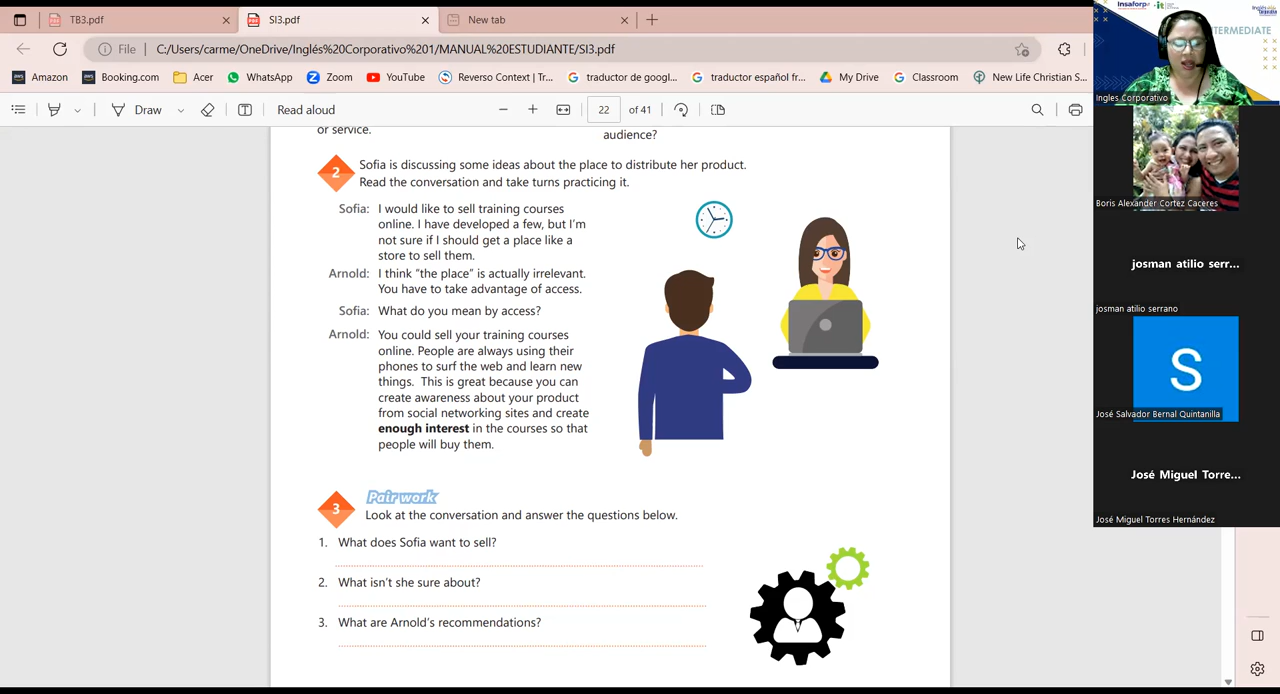 TB3.pdf
SI3.pdf
New tab
File C:/Users/carme/OneDrive/Inglés%20Corporativo%201/MANUAL%20ESTUDIANTE/SI3.pdf
Amazon Booking.com Acer WhatsApp Zoom YouTube Reverso Context | Tr... traductor de googl... traductor español fr... My Drive Classroom New Life Christian S...
Draw Read aloud 22 of 41
or service.
audience?
2 Sofia is discussing some ideas about the place to distribute her product.
Read the conversation and take turns practicing it.
Sofia: I would like to sell training courses
online. I have developed a few, but I'm
not sure if I should get a place like a
store to sell them.
Arnold: I think “the place” is actually irrelevant.
You have to take advantage of access.
Sofia: What do you mean by access?
Arnold: You could sell your training courses
online. People are always using their
phones to surf the web and learn new
things. This is great because you can
create awareness about your product
from social networking sites and create
enough interest in the courses so that
people will buy them.
3 Pair work
Look at the conversation and answer the questions below.
1. What does Sofia want to sell?
2. What isn't she sure about?
3. What are Arnold's recommendations?
Insaforp
it
TERMEDIATE
Ingles Corporativo
Boris Alexander Cortez Caceres
josman atilio serr...
josman atilio serrano
S
José Salvador Bernal Quintanilla
José Miguel Torre...
José Miguel Torres Hernández